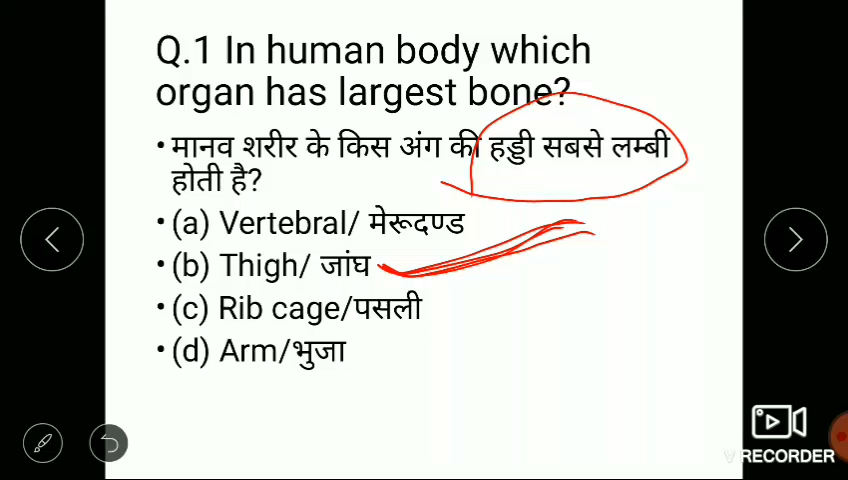 Q.1 In human body which
organ has largest bone?
•मानव शरीर के किस अंग की हड्डी सबसे लम्बी
होती है?
•(a) Vertebral/ मेरूदण्ड
•(b) Thigh/ जांघ
•(c) Rib cage/पसली
•(d) Arm/भुजा
RECORDER